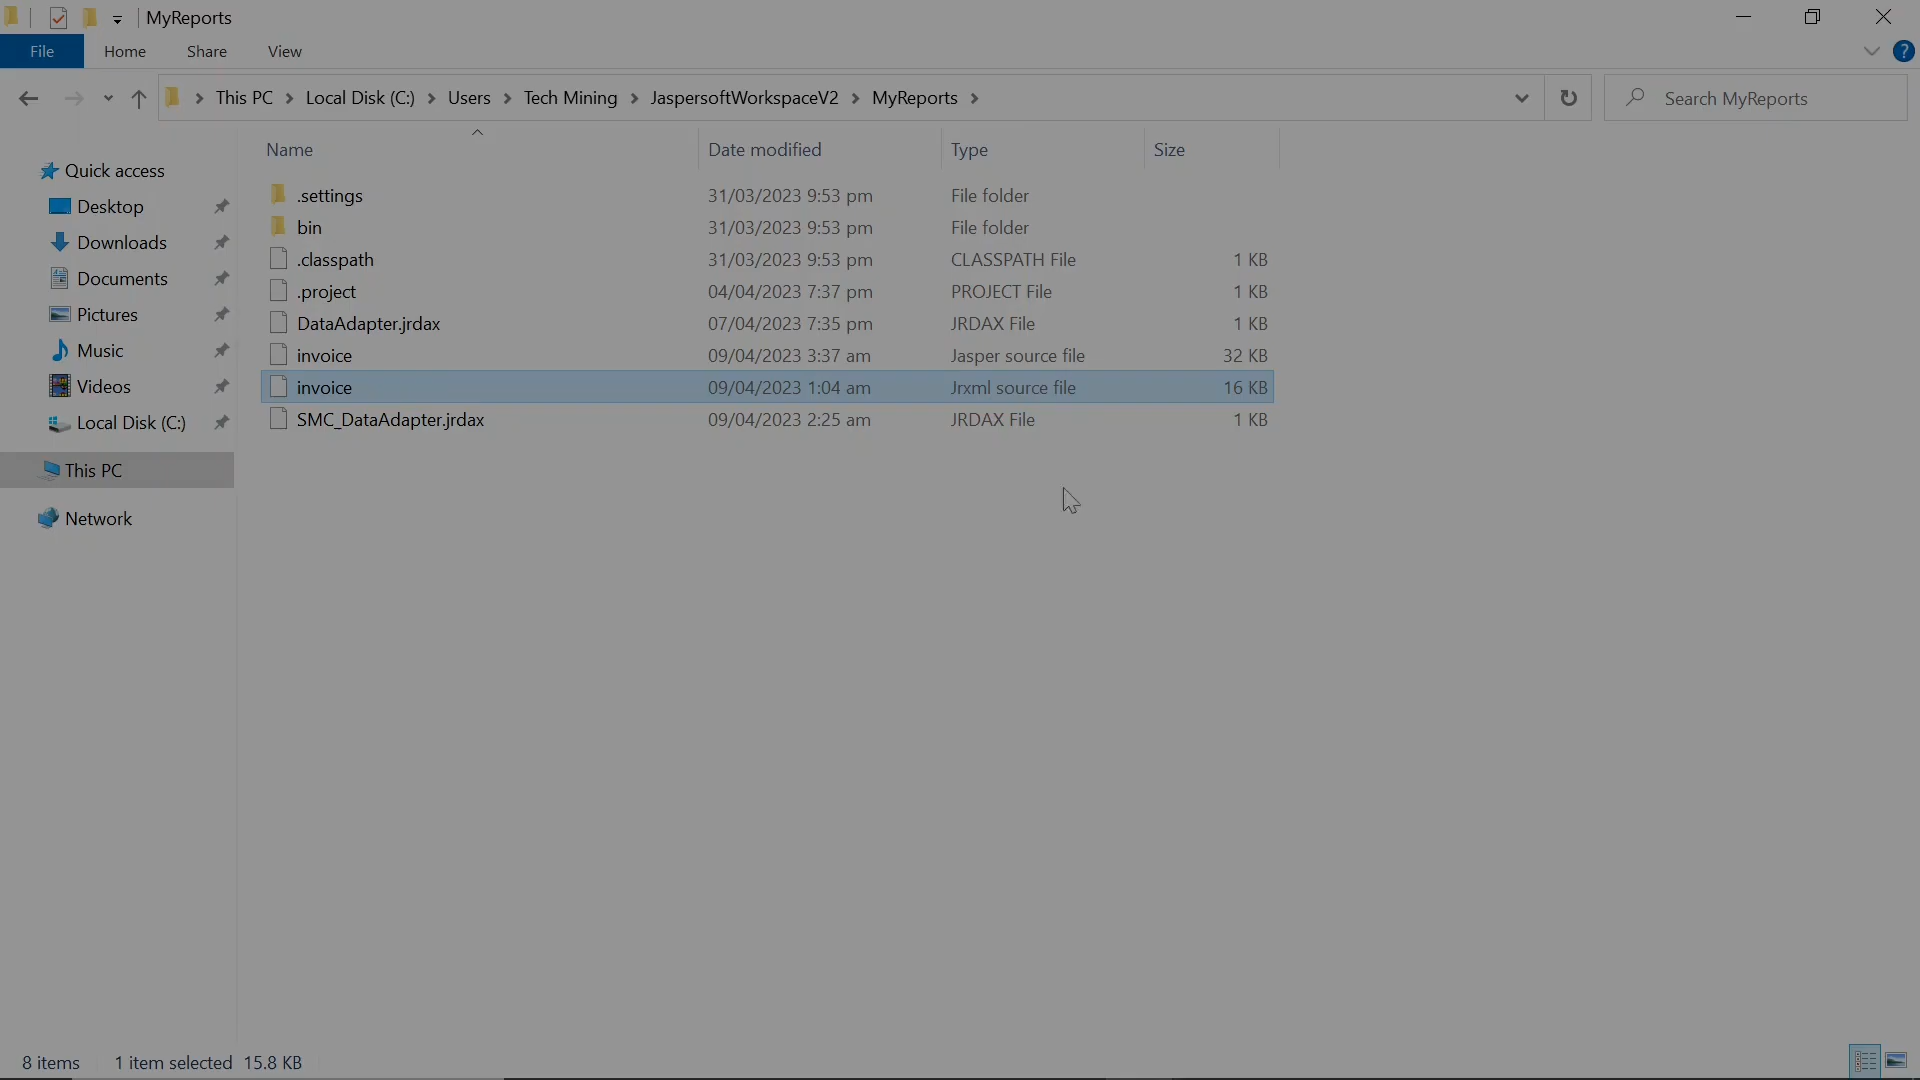 MyReports
File Home Share View
This PC Local Disk (C:) Users Tech Mining JaspersoftWorkspaceV2 MyReports Search MyReports
Name Date modified Type Size
Quick access
Desktop
Downloads
Documents
Pictures
Music
Videos
Local Disk (C:)
This PC
Network
.settings 31/03/2023 9:53 pm File folder
bin 31/03/2023 9:53 pm File folder
.classpath 31/03/2023 9:53 pm CLASSPATH File 1 KB
.project 04/04/2023 7:37 pm PROJECT File 1 KB
DataAdapter.jrdax 07/04/2023 7:35 pm JRDAX File 1 KB
invoice 09/04/2023 3:37 am Jasper source file 32 KB
invoice 09/04/2023 1:04 am Jrxml source file 16 KB
SMC_DataAdapter.jrdax 09/04/2023 2:25 am JRDAX File 1 KB
8 items 1 item selected 15.8 KB